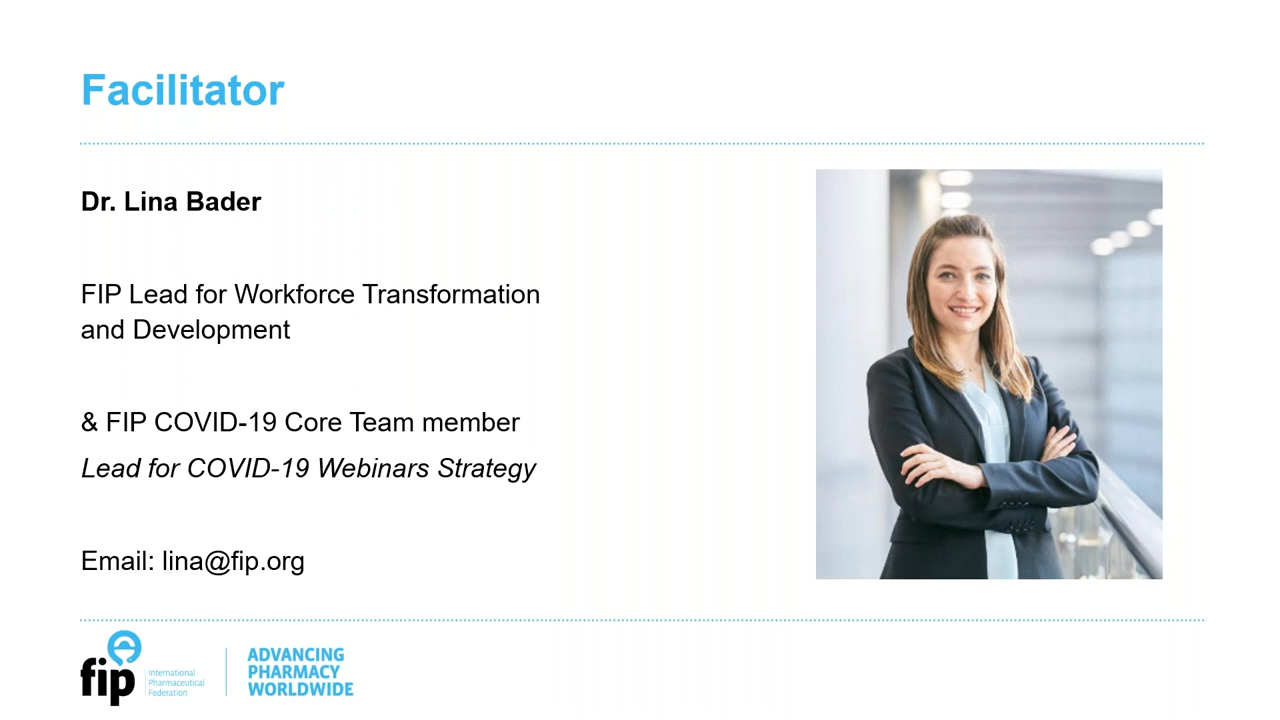 Facilitator
Dr. Lina Bader
FIP Lead for Workforce Transformation
and Development
& FIP COVID-19 Core Team member
Lead for COVID-19 Webinars Strategy
Email: lina@fip.org
fip
International
Pharmaceutical
Federation
ADVANCING
PHARMACY
WORLDWIDE